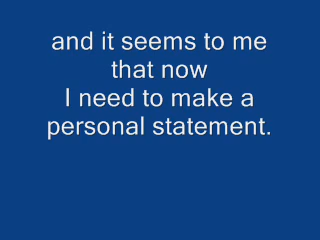 and it seems to me
that now
I need to make a
personal statement.